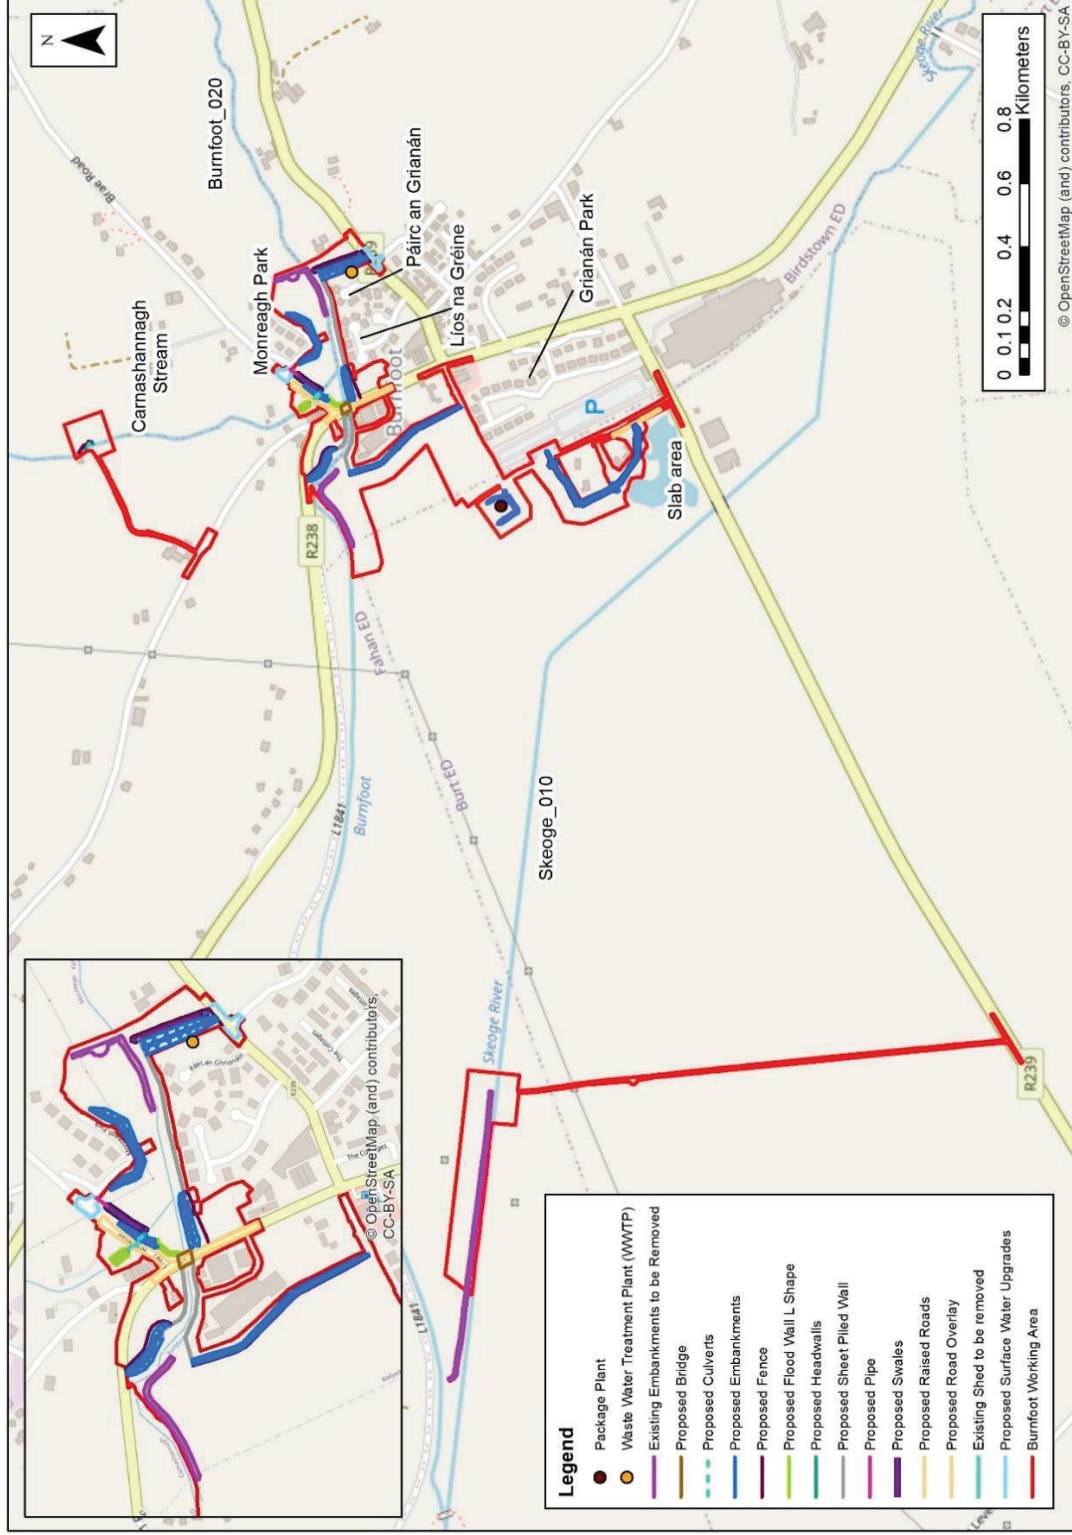 N
Brae Road
Burnfoot_020
Carnashannagh
Stream
Monreagh Park
Páirc an Grianán
Líos na Gréine
Grianán Park
Burnfoot
R238
P
Slab area
Birdstown ED
Skeoge River
Fahan ED
Burt ED
L1841
Burnfoot
Skeoge_010
Skeoge River
L1841
R239
0 0.1 0.2 0.4 0.6 0.8
Kilometers
© OpenStreetMap (and) contributors, CC-BY-SA
The Cottages
The Cottages
R239
© OpenStreetMap (and) contributors,
CC-BY-SA
Legend
Package Plant
Waste Water Treatment Plant (WWTP)
Existing Embankments to be Removed
Proposed Bridge
Proposed Culverts
Proposed Embankments
Proposed Fence
Proposed Flood Wall L Shape
Proposed Headwalls
Proposed Sheet Piled Wall
Proposed Pipe
Proposed Swales
Proposed Raised Roads
Proposed Road Overlay
Existing Shed to be removed
Proposed Surface Water Upgrades
Burnfoot Working Area